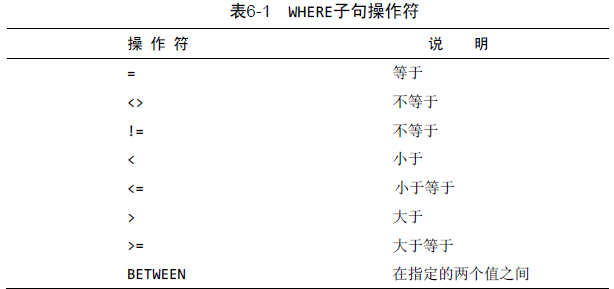 表6-1 WHERE子句操作符
操 作 符 说 明
= 等于
<> 不等于
!= 不等于
< 小于
<= 小于等于
> 大于
>= 大于等于
BETWEEN 在指定的两个值之间